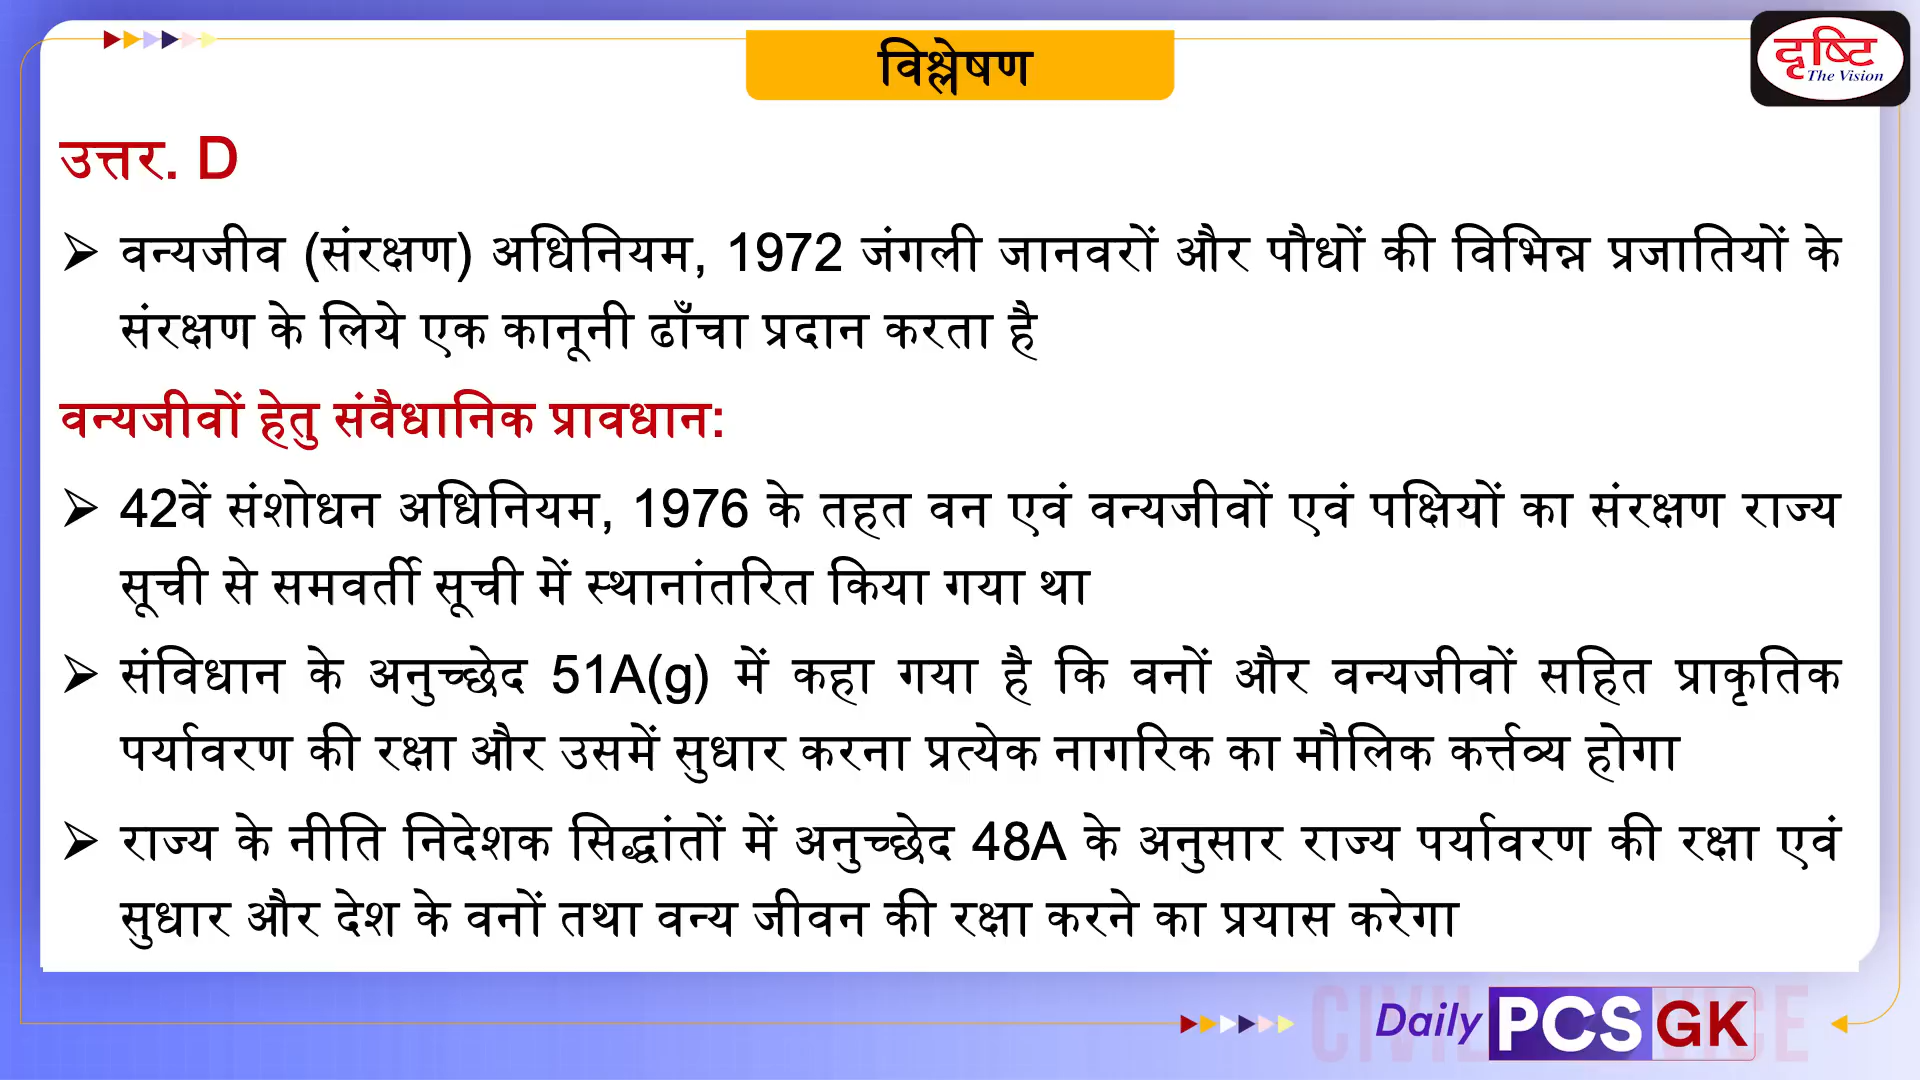 विश्लेषण
दृष्टि
The Vision
उत्तर. D
➢ वन्यजीव (संरक्षण) अधिनियम, 1972 जंगली जानवरों और पौधों की विभिन्न प्रजातियों के
संरक्षण के लिये एक कानूनी ढाँचा प्रदान करता है
वन्यजीवों हेतु संवैधानिक प्रावधान:
➢ 42वें संशोधन अधिनियम, 1976 के तहत वन एवं वन्यजीवों एवं पक्षियों का संरक्षण राज्य
सूची से समवर्ती सूची में स्थानांतरित किया गया था
➢ संविधान के अनुच्छेद 51A(g) में कहा गया है कि वनों और वन्यजीवों सहित प्राकृतिक
पर्यावरण की रक्षा और उसमें सुधार करना प्रत्येक नागरिक का मौलिक कर्त्तव्य होगा
➢ राज्य के नीति निदेशक सिद्धांतों में अनुच्छेद 48A के अनुसार राज्य पर्यावरण की रक्षा एवं
सुधार और देश के वनों तथा वन्य जीवन की रक्षा करने का प्रयास करेगा
Daily PCS GK